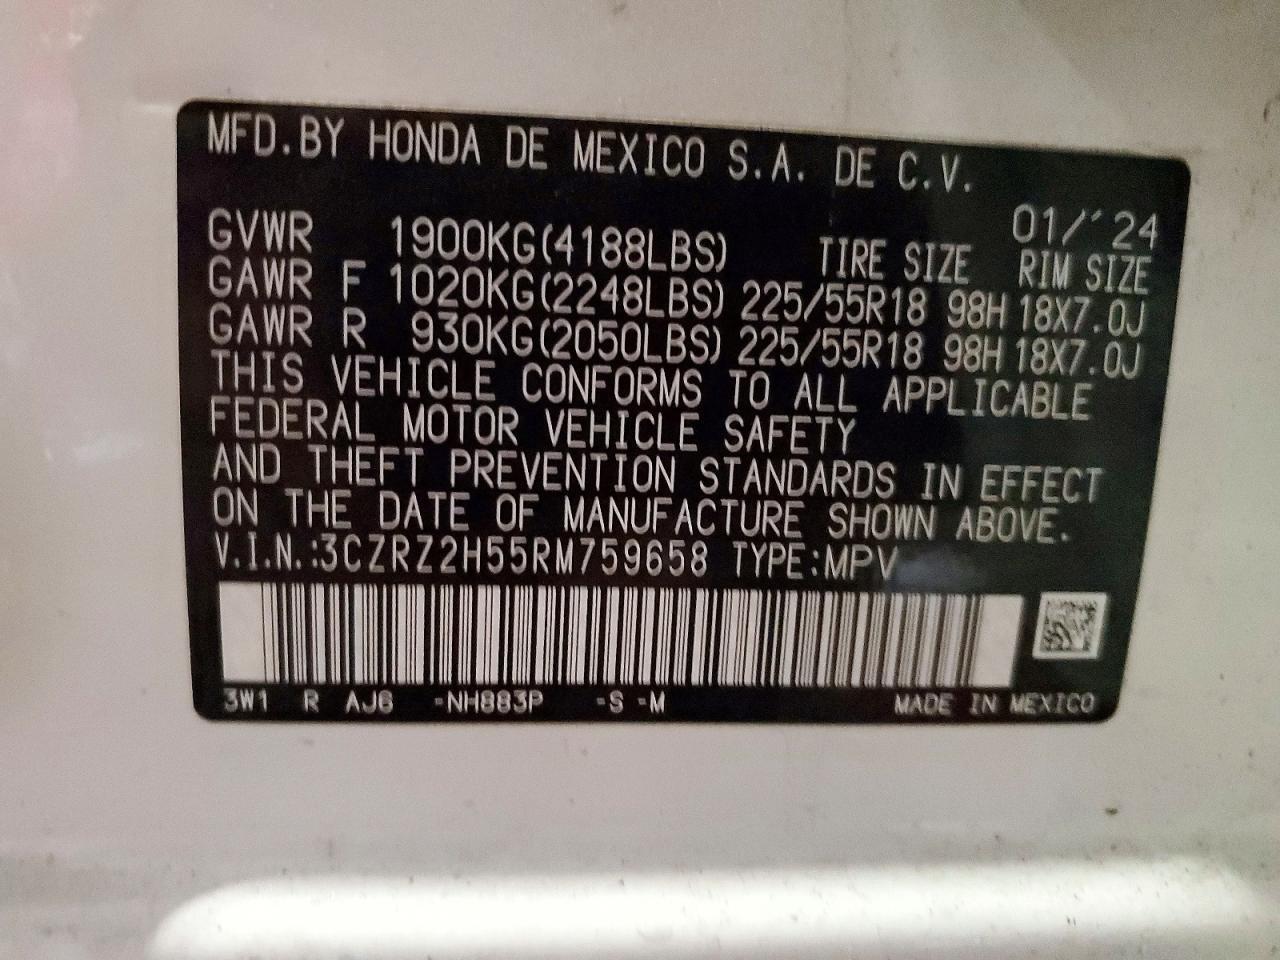 MFD.BY HONDA DE MEXICO S.A. DE C.V.
01/'24
GVWR 1900KG(4188LBS) TIRE SIZE RIM SIZE
GAWR F 1020KG(2248LBS) 225/55R18 98H 18X7.0J
GAWR R 930KG(2050LBS) 225/55R18 98H 18X7.0J
THIS VEHICLE CONFORMS TO ALL APPLICABLE
FEDERAL MOTOR VEHICLE SAFETY
AND THEFT PREVENTION STANDARDS IN EFFECT
ON THE DATE OF MANUFACTURE SHOWN ABOVE.
V.I.N.:3CZRZ2H55RM759658 TYPE:MPV
3W1 R AJ6 -NH883P -S -M MADE IN MEXICO